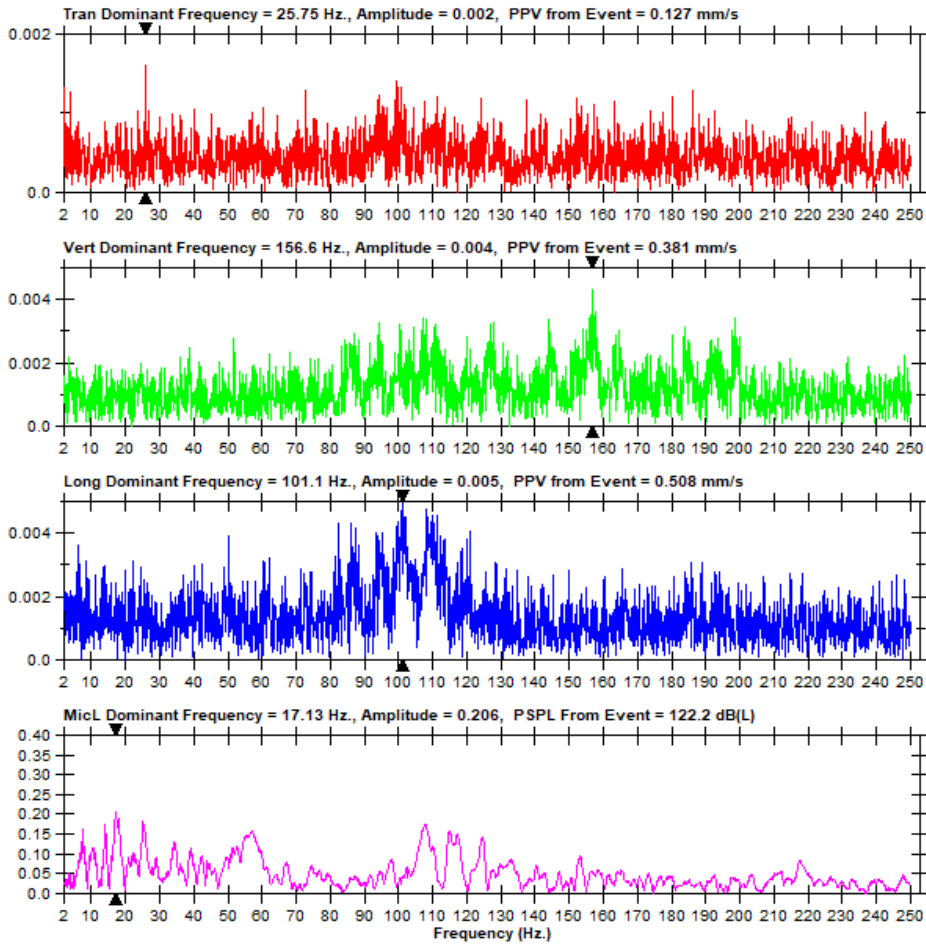 Tran Dominant Frequency = 25.75 Hz., Amplitude = 0.002, PPV from Event = 0.127 mm/s
0.002
0.0
2 10 20 30 40 50 60 70 80 90 100 110 120 130 140 150 160 170 180 190 200 210 220 230 240 250
Vert Dominant Frequency = 156.6 Hz., Amplitude = 0.004, PPV from Event = 0.381 mm/s
0.004
0.002
0.0
2 10 20 30 40 50 60 70 80 90 100 110 120 130 140 150 160 170 180 190 200 210 220 230 240 250
Long Dominant Frequency = 101.1 Hz., Amplitude = 0.005, PPV from Event = 0.508 mm/s
0.004
0.002
0.0
2 10 20 30 40 50 60 70 80 90 100 110 120 130 140 150 160 170 180 190 200 210 220 230 240 250
MicL Dominant Frequency = 17.13 Hz., Amplitude = 0.206, PSPL From Event = 122.2 dB(L)
0.40
0.35
0.30
0.25
0.20
0.15
0.10
0.05
0.0
2 10 20 30 40 50 60 70 80 90 100 110 120 130 140 150 160 170 180 190 200 210 220 230 240 250
Frequency (Hz.)